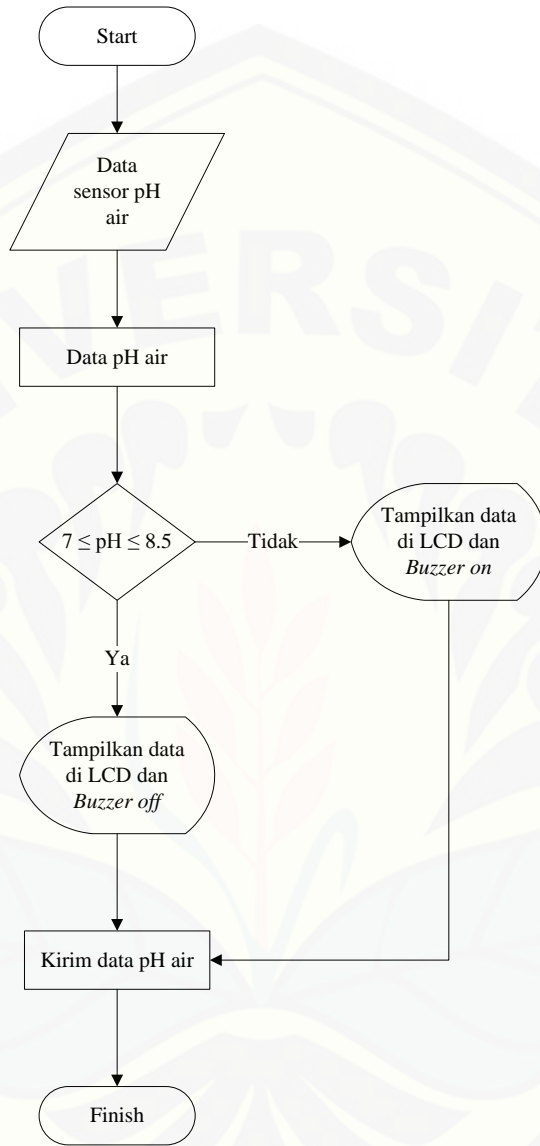 Start
Data
sensor pH
air
Data pH air
7 ≤ pH ≤ 8.5
Tidak
Tampilkan data
di LCD dan
Buzzer on
Ya
Tampilkan data
di LCD dan
Buzzer off
Kirim data pH air
Finish
VERSIT